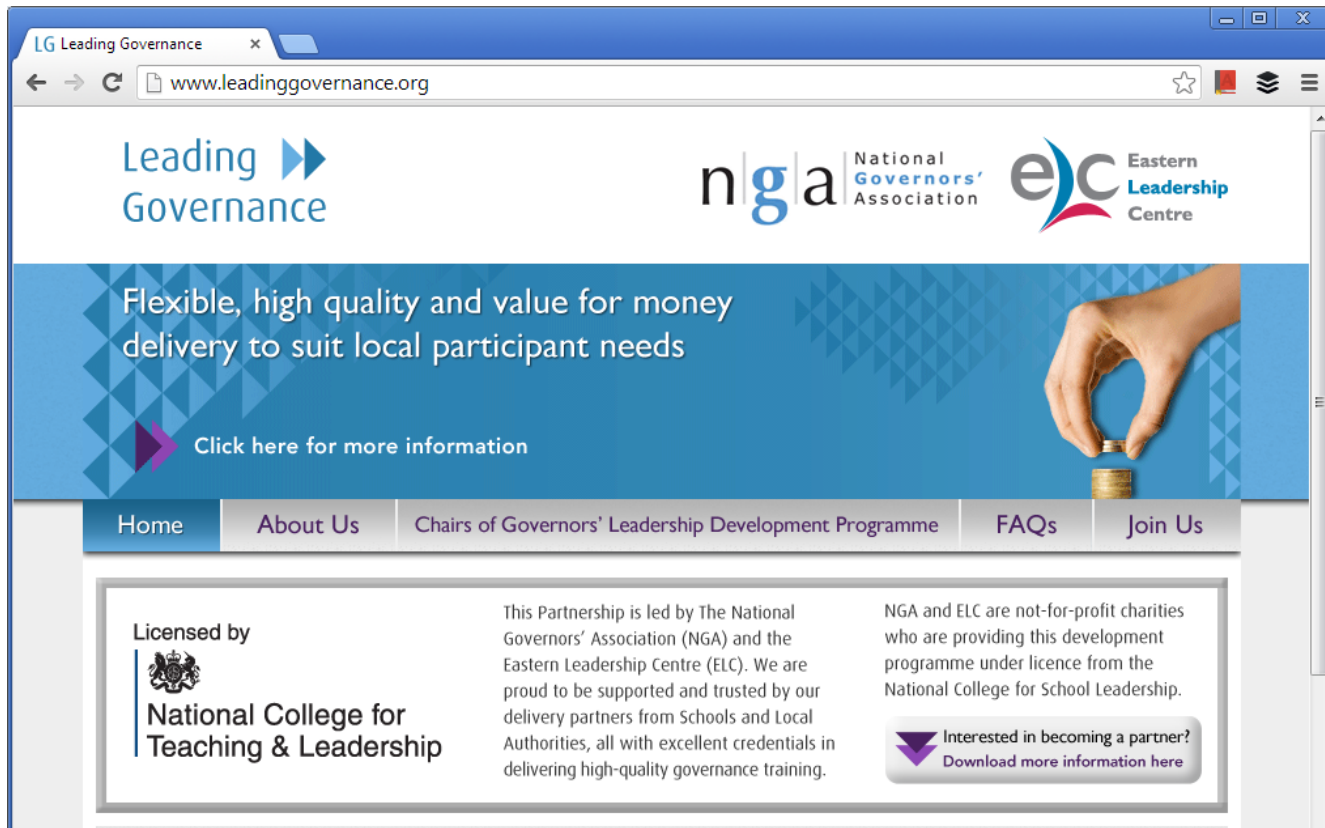 LG Leading Governance
www.leadinggovernance.org
Leading
Governance
n|g|a
National
Governors'
Association
elc
Eastern
Leadership
Centre
Flexible, high quality and value for money
delivery to suit local participant needs
Click here for more information
Home
About Us
Chairs of Governors' Leadership Development Programme
FAQs
Join Us
Licensed by
National College for
Teaching & Leadership
This Partnership is led by The National
Governors' Association (NGA) and the
Eastern Leadership Centre (ELC). We are
proud to be supported and trusted by our
delivery partners from Schools and Local
Authorities, all with excellent credentials in
delivering high-quality governance training.
NGA and ELC are not-for-profit charities
who are providing this development
programme under licence from the
National College for School Leadership.
Interested in becoming a partner?
Download more information here